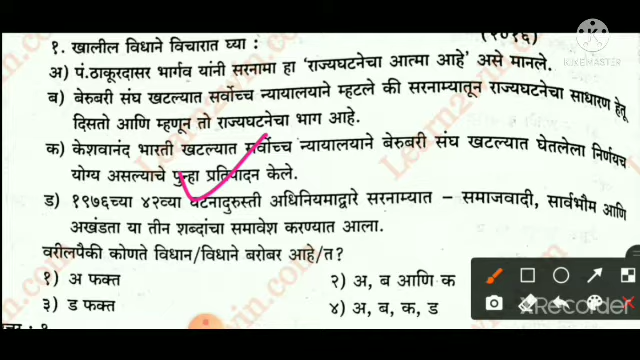 (२०१६)
१. खालील विधाने विचारात घ्या :
अ) पं.ठाकूरदासर भार्गव यांनी सरनामा हा 'राज्यघटनेचा आत्मा आहे' असे मानले.
ब) बेरुबरी संघ खटल्यात सर्वोच्च न्यायालयाने म्हटले की सरनाम्यातून राज्यघटनेचा साधारण हेतू
दिसतो आणि म्हणून तो राज्यघटनेचा भाग आहे.
क) केशवानंद भारती खटल्यात सर्वोच्च न्यायालयाने बेरुबरी संघ खटल्यात घेतलेला निर्णयच
योग्य असल्याचे पुन्हा प्रतिपादन केले.
ड) १९७६च्या ४२व्या घटनादुरुस्ती अधिनियमाद्वारे सरनाम्यात – समाजवादी, सार्वभौम आणि
अखंडता या तीन शब्दांचा समावेश करण्यात आला.
वरीलपैकी कोणते विधान/विधाने बरोबर आहे/त?
१) अ फक्त
२) अ, ब आणि क
३) ड फक्त
४) अ, ब, क, ड
KINEMASTER
Recorder